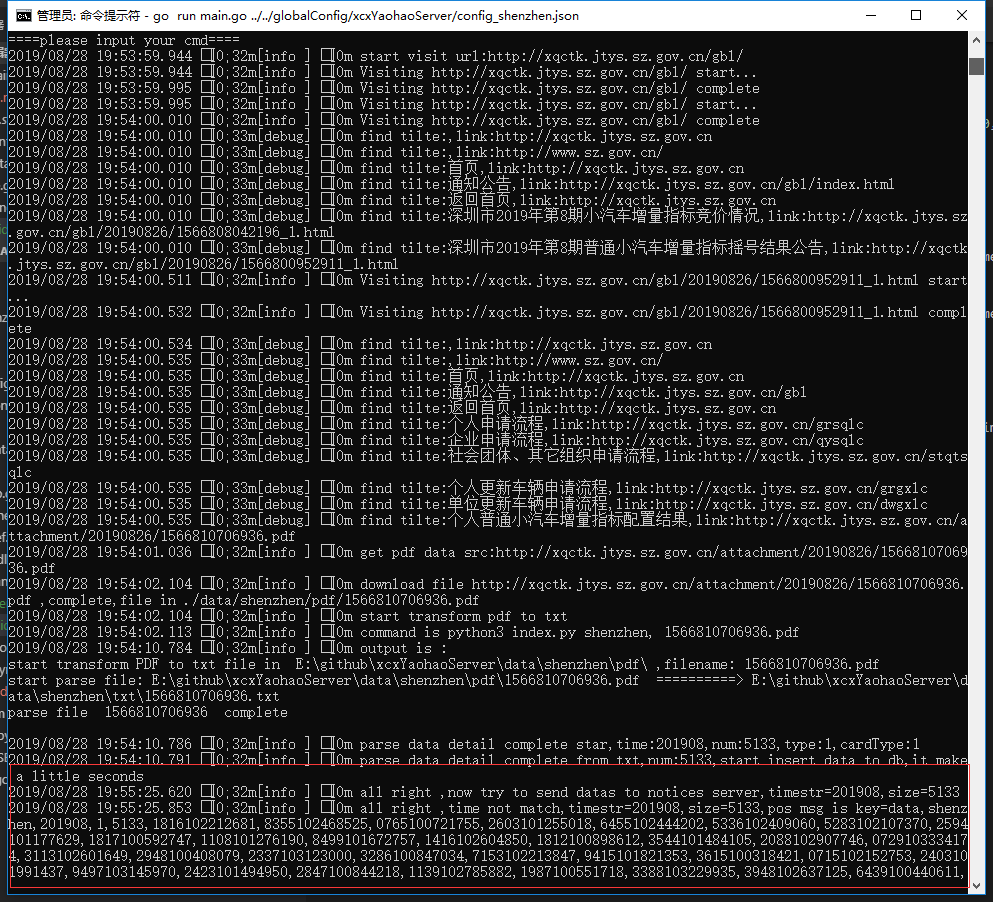 管理员: 命令提示符 - go run main.go ../../globalConfig/xcxYaohaoServer/config_shenzhen.json
====please input your cmd====
2019/08/28 19:53:59.944 □[0;32m[info ] □[0m start visit url:http://xqctk.jtys.sz.gov.cn/gbl/
2019/08/28 19:53:59.944 □[0;32m[info ] □[0m Visiting http://xqctk.jtys.sz.gov.cn/gbl/ start...
2019/08/28 19:53:59.995 □[0;32m[info ] □[0m Visiting http://xqctk.jtys.sz.gov.cn/gbl/ complete
2019/08/28 19:53:59.995 □[0;32m[info ] □[0m Visiting http://xqctk.jtys.sz.gov.cn/gbl/ start...
2019/08/28 19:54:00.010 □[0;32m[info ] □[0m Visiting http://xqctk.jtys.sz.gov.cn/gbl/ complete
2019/08/28 19:54:00.010 □[0;33m[debug] □[0m find tilte:,link:http://xqctk.jtys.sz.gov.cn
2019/08/28 19:54:00.010 □[0;33m[debug] □[0m find tilte:,link:http://www.sz.gov.cn/
2019/08/28 19:54:00.010 □[0;33m[debug] □[0m find tilte:首页,link:http://xqctk.jtys.sz.gov.cn
2019/08/28 19:54:00.010 □[0;33m[debug] □[0m find tilte:通知公告,link:http://xqctk.jtys.sz.gov.cn/gbl/index.html
2019/08/28 19:54:00.010 □[0;33m[debug] □[0m find tilte:返回首页,link:http://xqctk.jtys.sz.gov.cn
2019/08/28 19:54:00.010 □[0;33m[debug] □[0m find tilte:深圳市2019年第8期小汽车增量指标竞价情况,link:http://xqctk.jtys.sz
.gov.cn/gbl/20190826/1566808042196_1.html
2019/08/28 19:54:00.010 □[0;33m[debug] □[0m find tilte:深圳市2019年第8期普通小汽车增量指标摇号结果公告,link:http://xqctk
.jtys.sz.gov.cn/gbl/20190826/1566800952911_1.html
2019/08/28 19:54:00.511 □[0;32m[info ] □[0m Visiting http://xqctk.jtys.sz.gov.cn/gbl/20190826/1566800952911_1.html start
...
2019/08/28 19:54:00.532 □[0;32m[info ] □[0m Visiting http://xqctk.jtys.sz.gov.cn/gbl/20190826/1566800952911_1.html compl
ete
2019/08/28 19:54:00.534 □[0;33m[debug] □[0m find tilte:,link:http://xqctk.jtys.sz.gov.cn
2019/08/28 19:54:00.535 □[0;33m[debug] □[0m find tilte:,link:http://www.sz.gov.cn/
2019/08/28 19:54:00.535 □[0;33m[debug] □[0m find tilte:首页,link:http://xqctk.jtys.sz.gov.cn
2019/08/28 19:54:00.535 □[0;33m[debug] □[0m find tilte:通知公告,link:http://xqctk.jtys.sz.gov.cn/gbl
2019/08/28 19:54:00.535 □[0;33m[debug] □[0m find tilte:返回首页,link:http://xqctk.jtys.sz.gov.cn
2019/08/28 19:54:00.535 □[0;33m[debug] □[0m find tilte:个人申请流程,link:http://xqctk.jtys.sz.gov.cn/grsqlc
2019/08/28 19:54:00.535 □[0;33m[debug] □[0m find tilte:企业申请流程,link:http://xqctk.jtys.sz.gov.cn/qysqlc
2019/08/28 19:54:00.535 □[0;33m[debug] □[0m find tilte:社会团体、其它组织申请流程,link:http://xqctk.jtys.sz.gov.cn/stqts
qlc
2019/08/28 19:54:00.535 □[0;33m[debug] □[0m find tilte:个人更新车辆申请流程,link:http://xqctk.jtys.sz.gov.cn/grgxlc
2019/08/28 19:54:00.535 □[0;33m[debug] □[0m find tilte:单位更新车辆申请流程,link:http://xqctk.jtys.sz.gov.cn/dwgxlc
2019/08/28 19:54:00.535 □[0;33m[debug] □[0m find tilte:个人普通小汽车增量指标配置结果,link:http://xqctk.jtys.sz.gov.cn/a
ttachment/20190826/1566810706936.pdf
2019/08/28 19:54:01.036 □[0;32m[info ] □[0m get pdf data src:http://xqctk.jtys.sz.gov.cn/attachment/20190826/15668107069
36.pdf
2019/08/28 19:54:02.104 □[0;32m[info ] □[0m download file http://xqctk.jtys.sz.gov.cn/attachment/20190826/1566810706936.
pdf ,complete,file in ./data/shenzhen/pdf/1566810706936.pdf
2019/08/28 19:54:02.104 □[0;32m[info ] □[0m start transform pdf to txt
2019/08/28 19:54:02.113 □[0;32m[info ] □[0m command is python3 index.py shenzhen, 1566810706936.pdf
2019/08/28 19:54:10.784 □[0;32m[info ] □[0m output is :
start transform PDF to txt file in  E:\github\xcxYaohaoServer\data\shenzhen\pdf\ ,filename: 1566810706936.pdf
start parse file: E:\github\xcxYaohaoServer\data\shenzhen\pdf\1566810706936.pdf  ==========> E:\github\xcxYaohaoServer\d
ata\shenzhen\txt\1566810706936.txt
parse file  1566810706936  complete
2019/08/28 19:54:10.786 □[0;32m[info ] □[0m parse data detail complete star,time:201908,num:5133,type:1,cardType:1
2019/08/28 19:54:10.791 □[0;32m[info ] □[0m parse data detail complete from txt,num:5133,start insert data to db,it make
a little seconds
2019/08/28 19:55:25.620 □[0;32m[info ] □[0m all right ,now try to send datas to notices server,timestr=201908,size=5133
2019/08/28 19:55:25.853 □[0;32m[info ] □[0m all right ,time not match,timestr=201908,size=5133,pos msg is key=data,shenz
hen,201908,1,5133,1816102212681,8355102468525,0765100721755,2603101255018,6455102444202,5336102409060,5283102107370,2594
101177629,1817100592747,1108101276190,8499101672757,1416102604850,1812100898612,3544101484105,2088102907746,072910333417
4,3113102601649,2948100408079,2337103123000,3286100847034,7153102213847,9415101821353,3615100318421,0715102152753,240310
1991437,9497103145970,2423101494950,2847100844218,1139102785882,1987100551718,3388103229935,3948102637125,6439100440611,